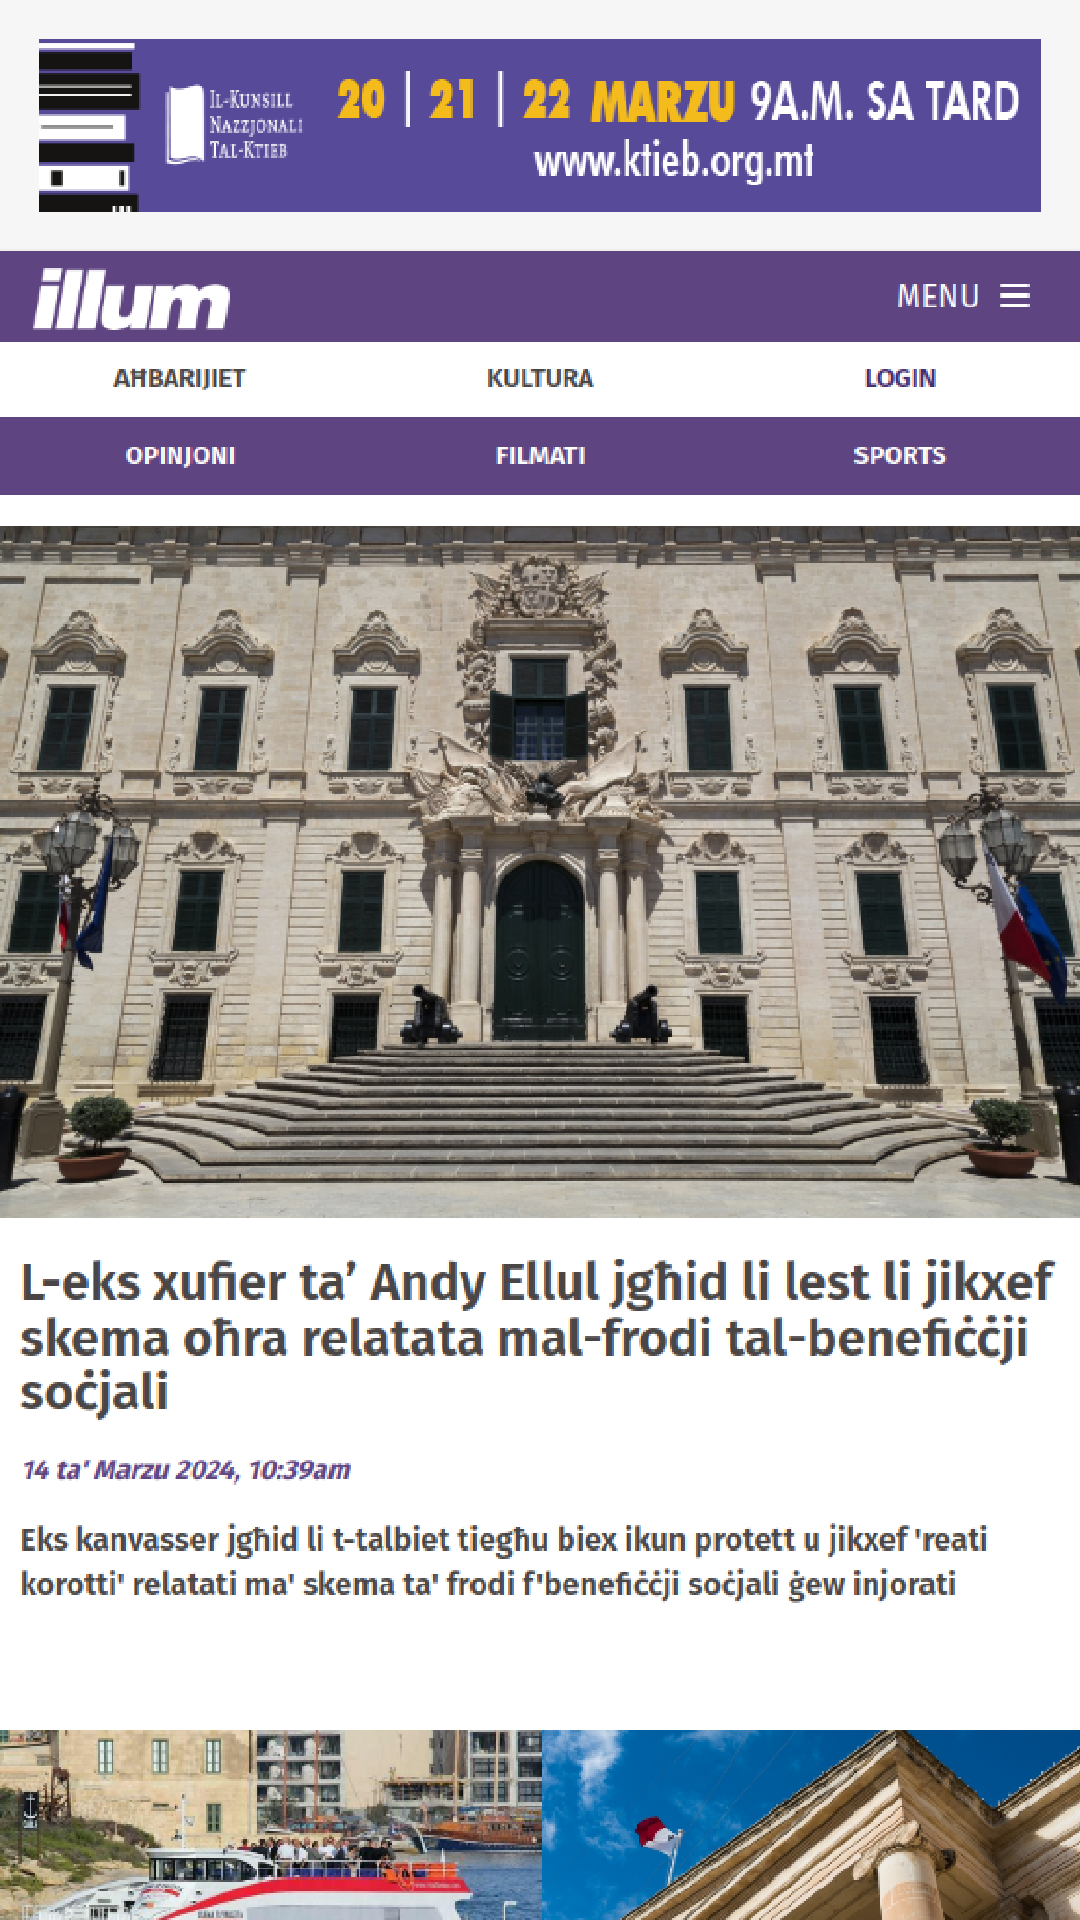 IL-KUNSILL
NAZZJONALI
TAL-KTIEB
20 | 21 | 22 MARZU 9A.M. SA TARD
www.ktieb.org.mt
illum
MENU
AĦBARIJIET KULTURA LOGIN
OPINJONI FILMATI SPORTS
L-eks xufier ta’ Andy Ellul jgħid li lest li jikxef
skema oħra relatata mal-frodi tal-benefiċċji
soċjali
14 ta' Marzu 2024, 10:39am
Eks kanvasser jgħid li t-talbiet tiegħu biex ikun protett u jikxef 'reati
korotti' relatati ma' skema ta' frodi f'benefiċċji soċjali ġew injorati